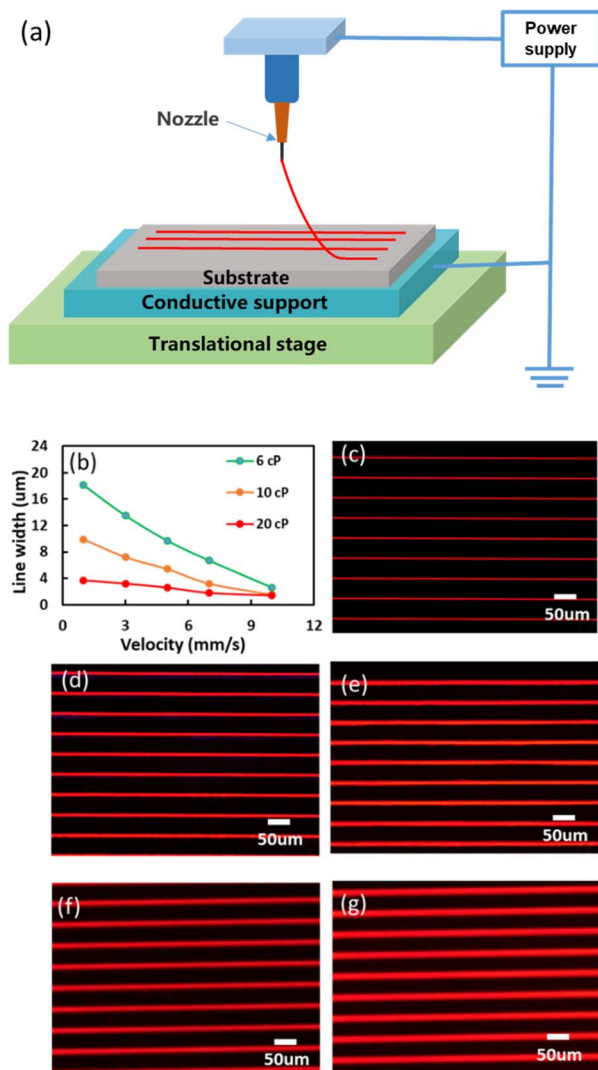 (a)
Power
supply
Nozzle
Substrate
Conductive support
Translational stage
(b)
Line width (um)
24
20
16
12
8
4
0
6 cP
10 cP
20 cP
0 3 6 9 12
Velocity (mm/s)
(c)
50um
(d)
50um
(e)
50um
(f)
50um
(g)
50um